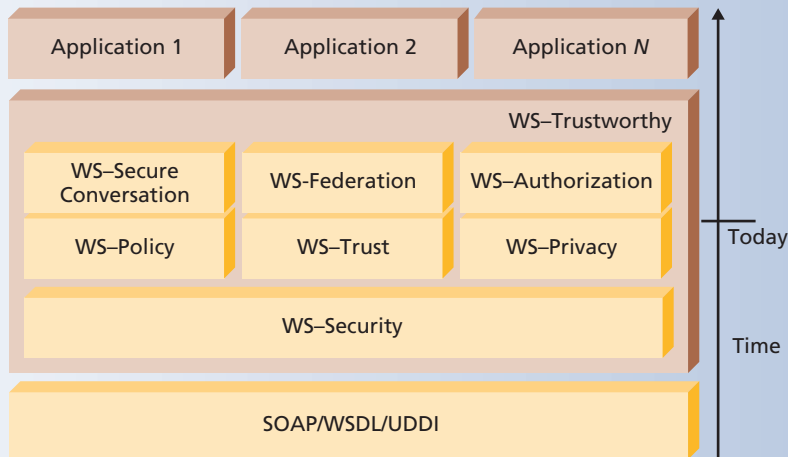 Application 1
Application 2
Application N
WS–Trustworthy
WS–Secure
Conversation
WS-Federation
WS–Authorization
WS–Policy
WS–Trust
WS–Privacy
Today
WS–Security
Time
SOAP/WSDL/UDDI